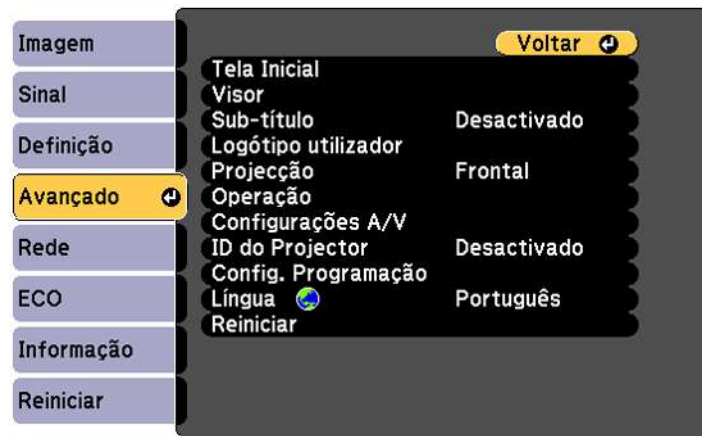 Imagem
Sinal
Definição
Avançado
Rede
ECO
Informação
Reiniciar
Voltar
Tela Inicial
Visor
Sub-título Desactivado
Logótipo utilizador
Projecção Frontal
Operação
Configurações A/V
ID do Projector Desactivado
Config. Programação
Língua Português
Reiniciar